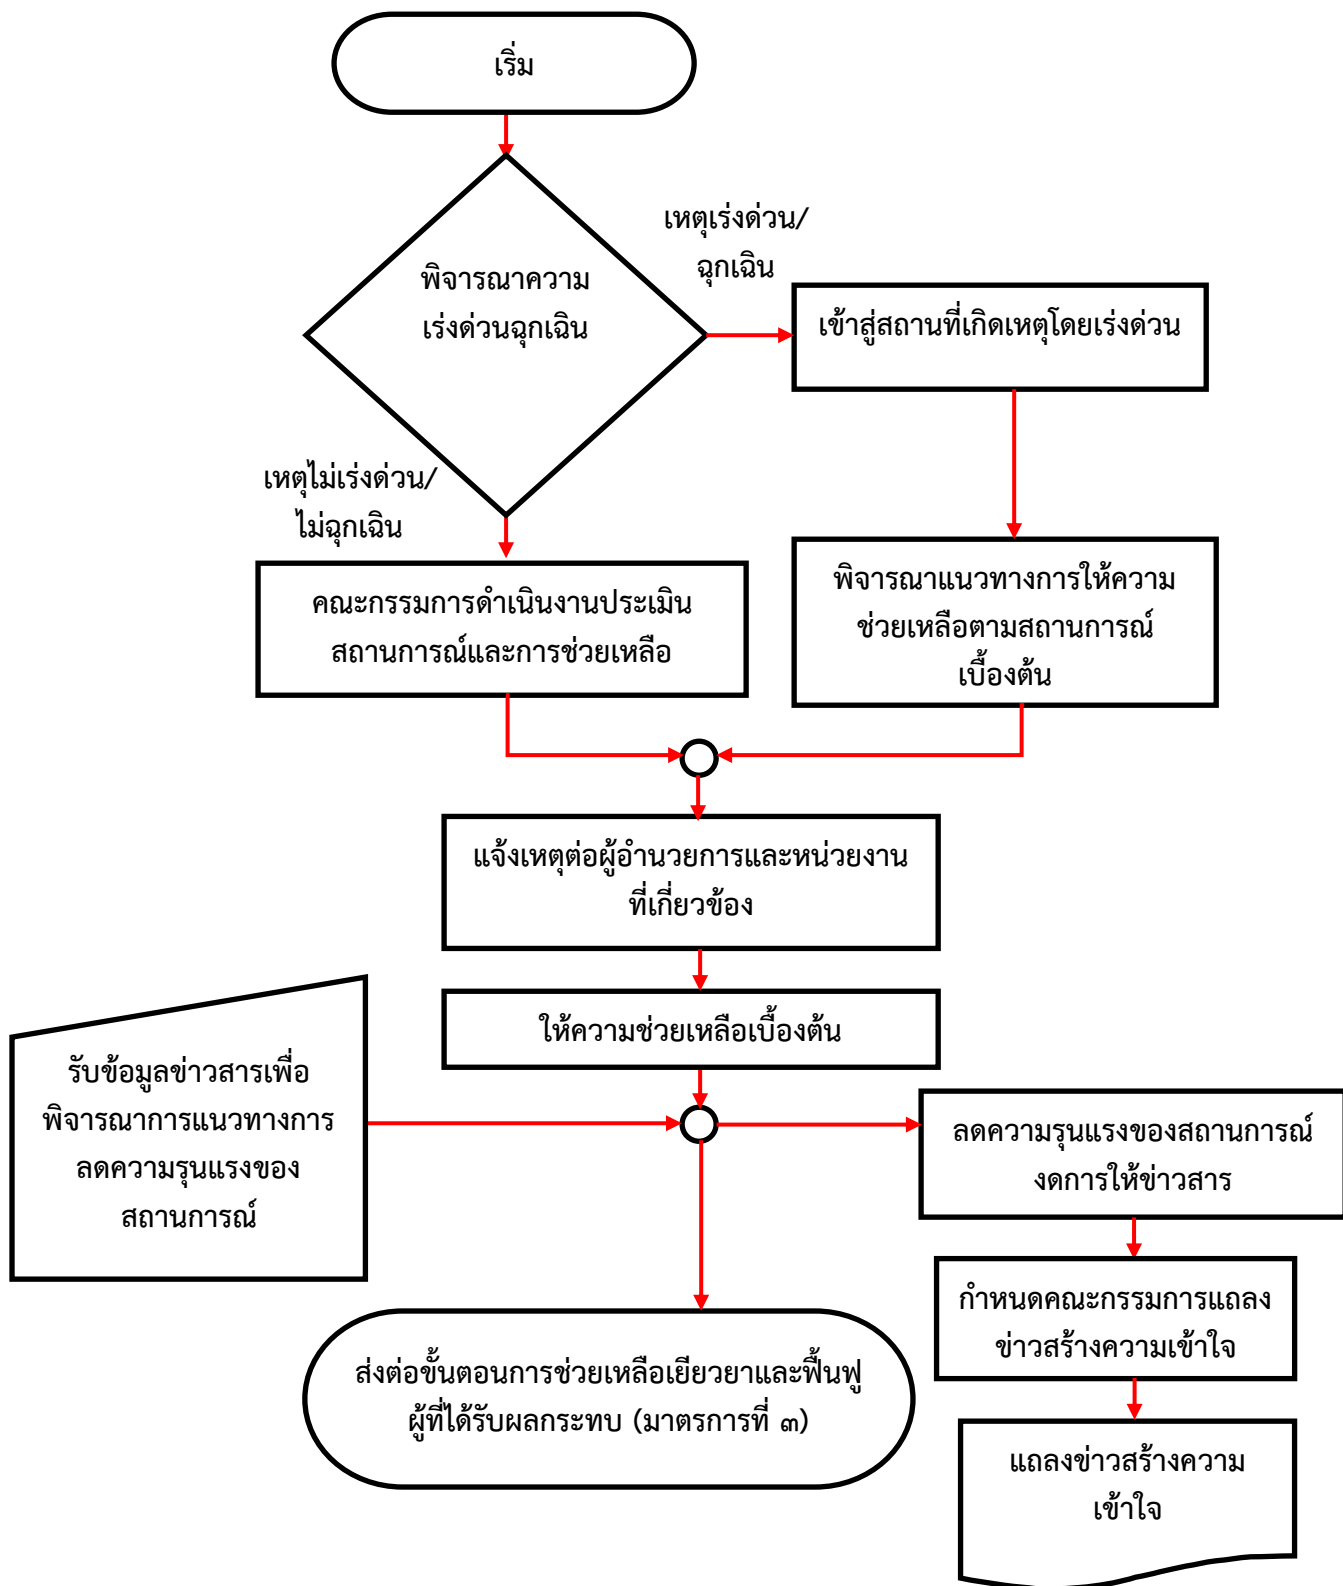 เริ่ม
เหตุเร่งด่วน/
ฉุกเฉิน
พิจารณาความ
เร่งด่วนฉุกเฉิน
เข้าสู่สถานที่เกิดเหตุโดยเร่งด่วน
เหตุไม่เร่งด่วน/
ไม่ฉุกเฉิน
คณะกรรมการดำเนินงานประเมิน
สถานการณ์และการช่วยเหลือ
พิจารณาแนวทางการให้ความ
ช่วยเหลือตามสถานการณ์
เบื้องต้น
แจ้งเหตุต่อผู้อำนวยการและหน่วยงาน
ที่เกี่ยวข้อง
ให้ความช่วยเหลือเบื้องต้น
รับข้อมูลข่าวสารเพื่อ
พิจารณาการแนวทางการ
ลดความรุนแรงของ
สถานการณ์
ลดความรุนแรงของสถานการณ์
งดการให้ข่าวสาร
กำหนดคณะกรรมการแถลง
ข่าวสร้างความเข้าใจ
ส่งต่อขั้นตอนการช่วยเหลือเยียวยาและฟื้นฟู
ผู้ที่ได้รับผลกระทบ (มาตรการที่ ๓)
แถลงข่าวสร้างความ
เข้าใจ